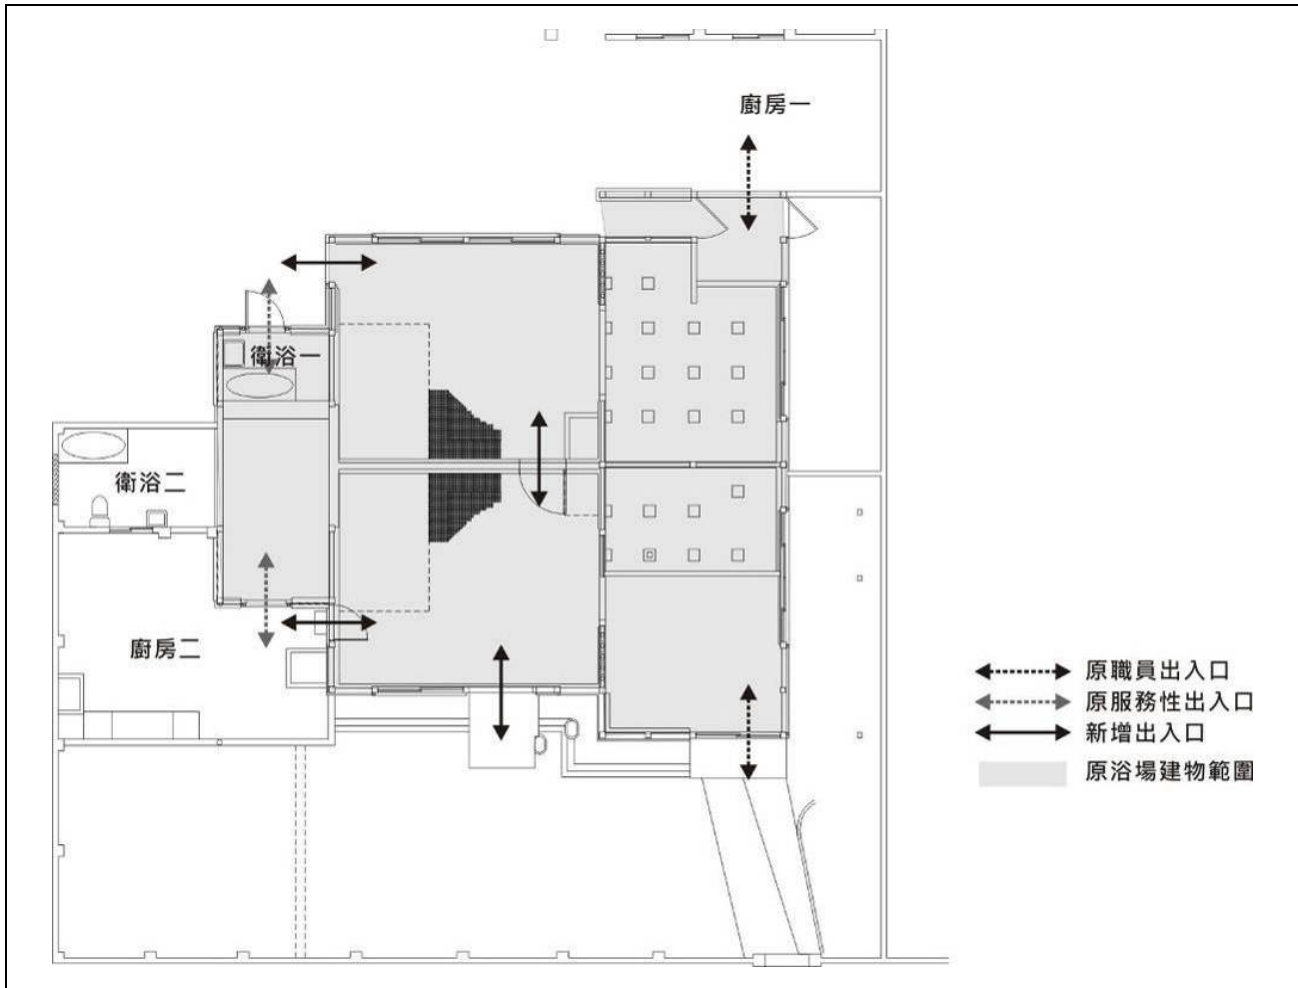 廚房一
衛浴一
衛浴二
廚房二
原職員出入口
原服務性出入口
新增出入口
原浴場建物範圍